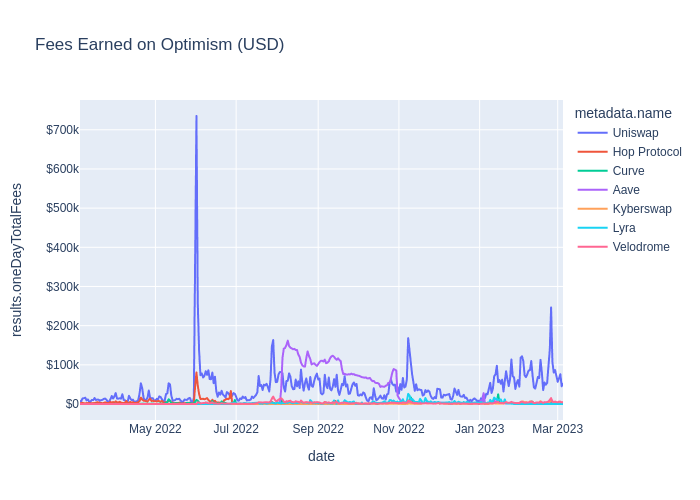 Fees Earned on Optimism (USD)
metadata.name
Uniswap
Hop Protocol
Curve
Aave
Kyberswap
Lyra
Velodrome
results.oneDayTotalFees
$700k
$600k
$500k
$400k
$300k
$200k
$100k
$0
May 2022
Jul 2022
Sep 2022
Nov 2022
Jan 2023
Mar 2023
date